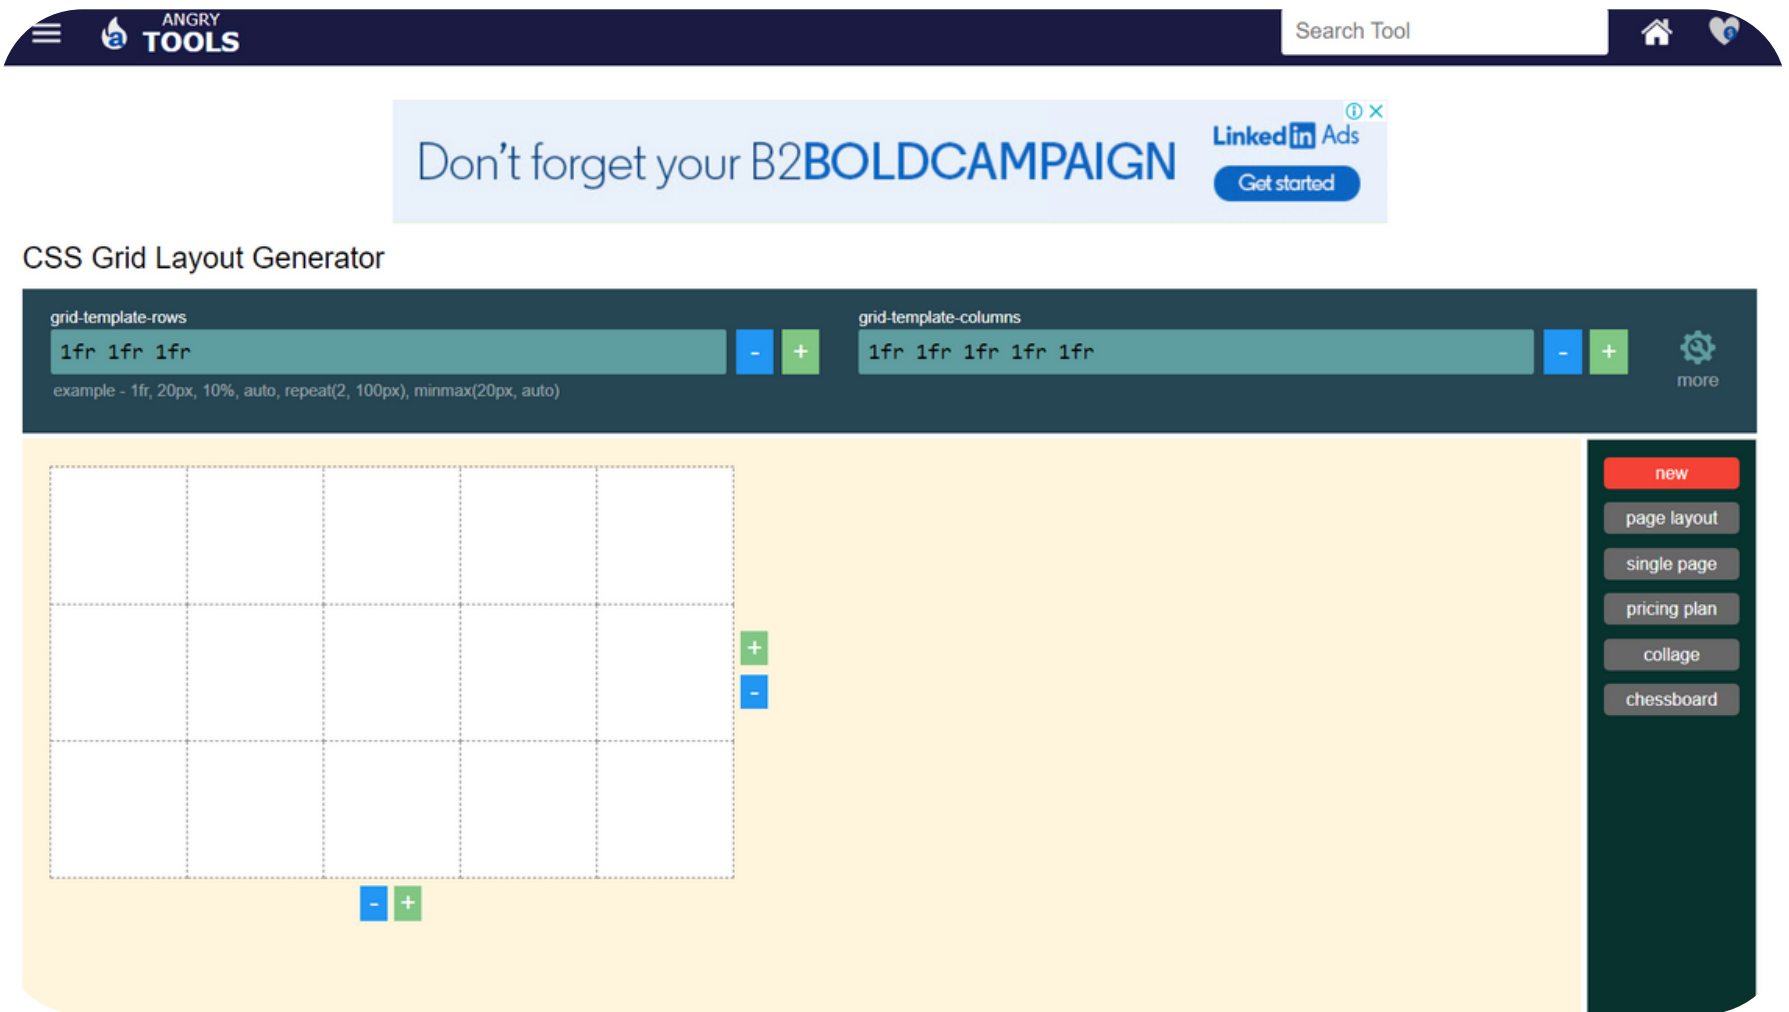 ANGRY
TOOLS
Search Tool
Don't forget your B2BOLDCAMPAIGN
Linked in Ads
Get started
CSS Grid Layout Generator
grid-template-rows
1fr 1fr 1fr
- +
example - 1fr, 20px, 10%, auto, repeat(2, 100px), minmax(20px, auto)
grid-template-columns
1fr 1fr 1fr 1fr 1fr
- +
more
+
-
- +
new
page layout
single page
pricing plan
collage
chessboard